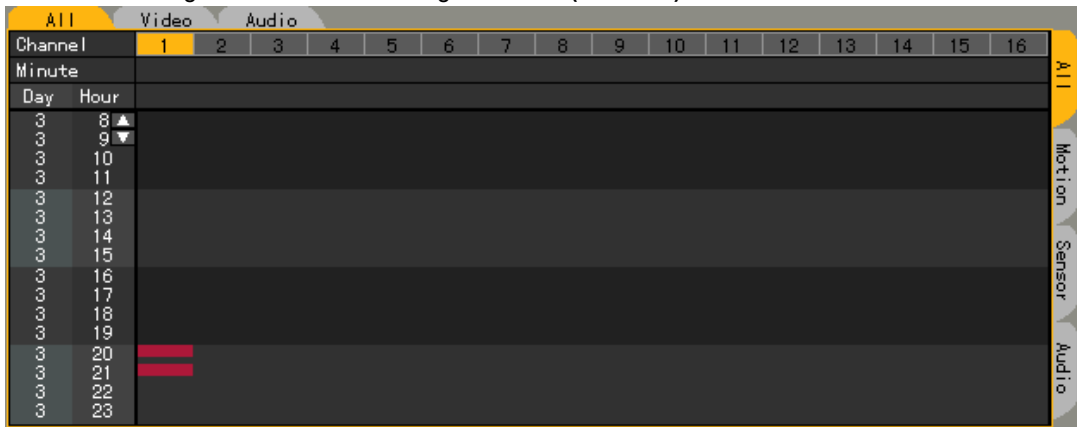 All Video Audio
Channel 1 2 3 4 5 6 7 8 9 10 11 12 13 14 15 16
Minute
Day Hour
3 8
3 9
3 10
3 11
3 12
3 13
3 14
3 15
3 16
3 17
3 18
3 19
3 20
3 21
3 22
3 23
All
Motion
Sensor
Audio